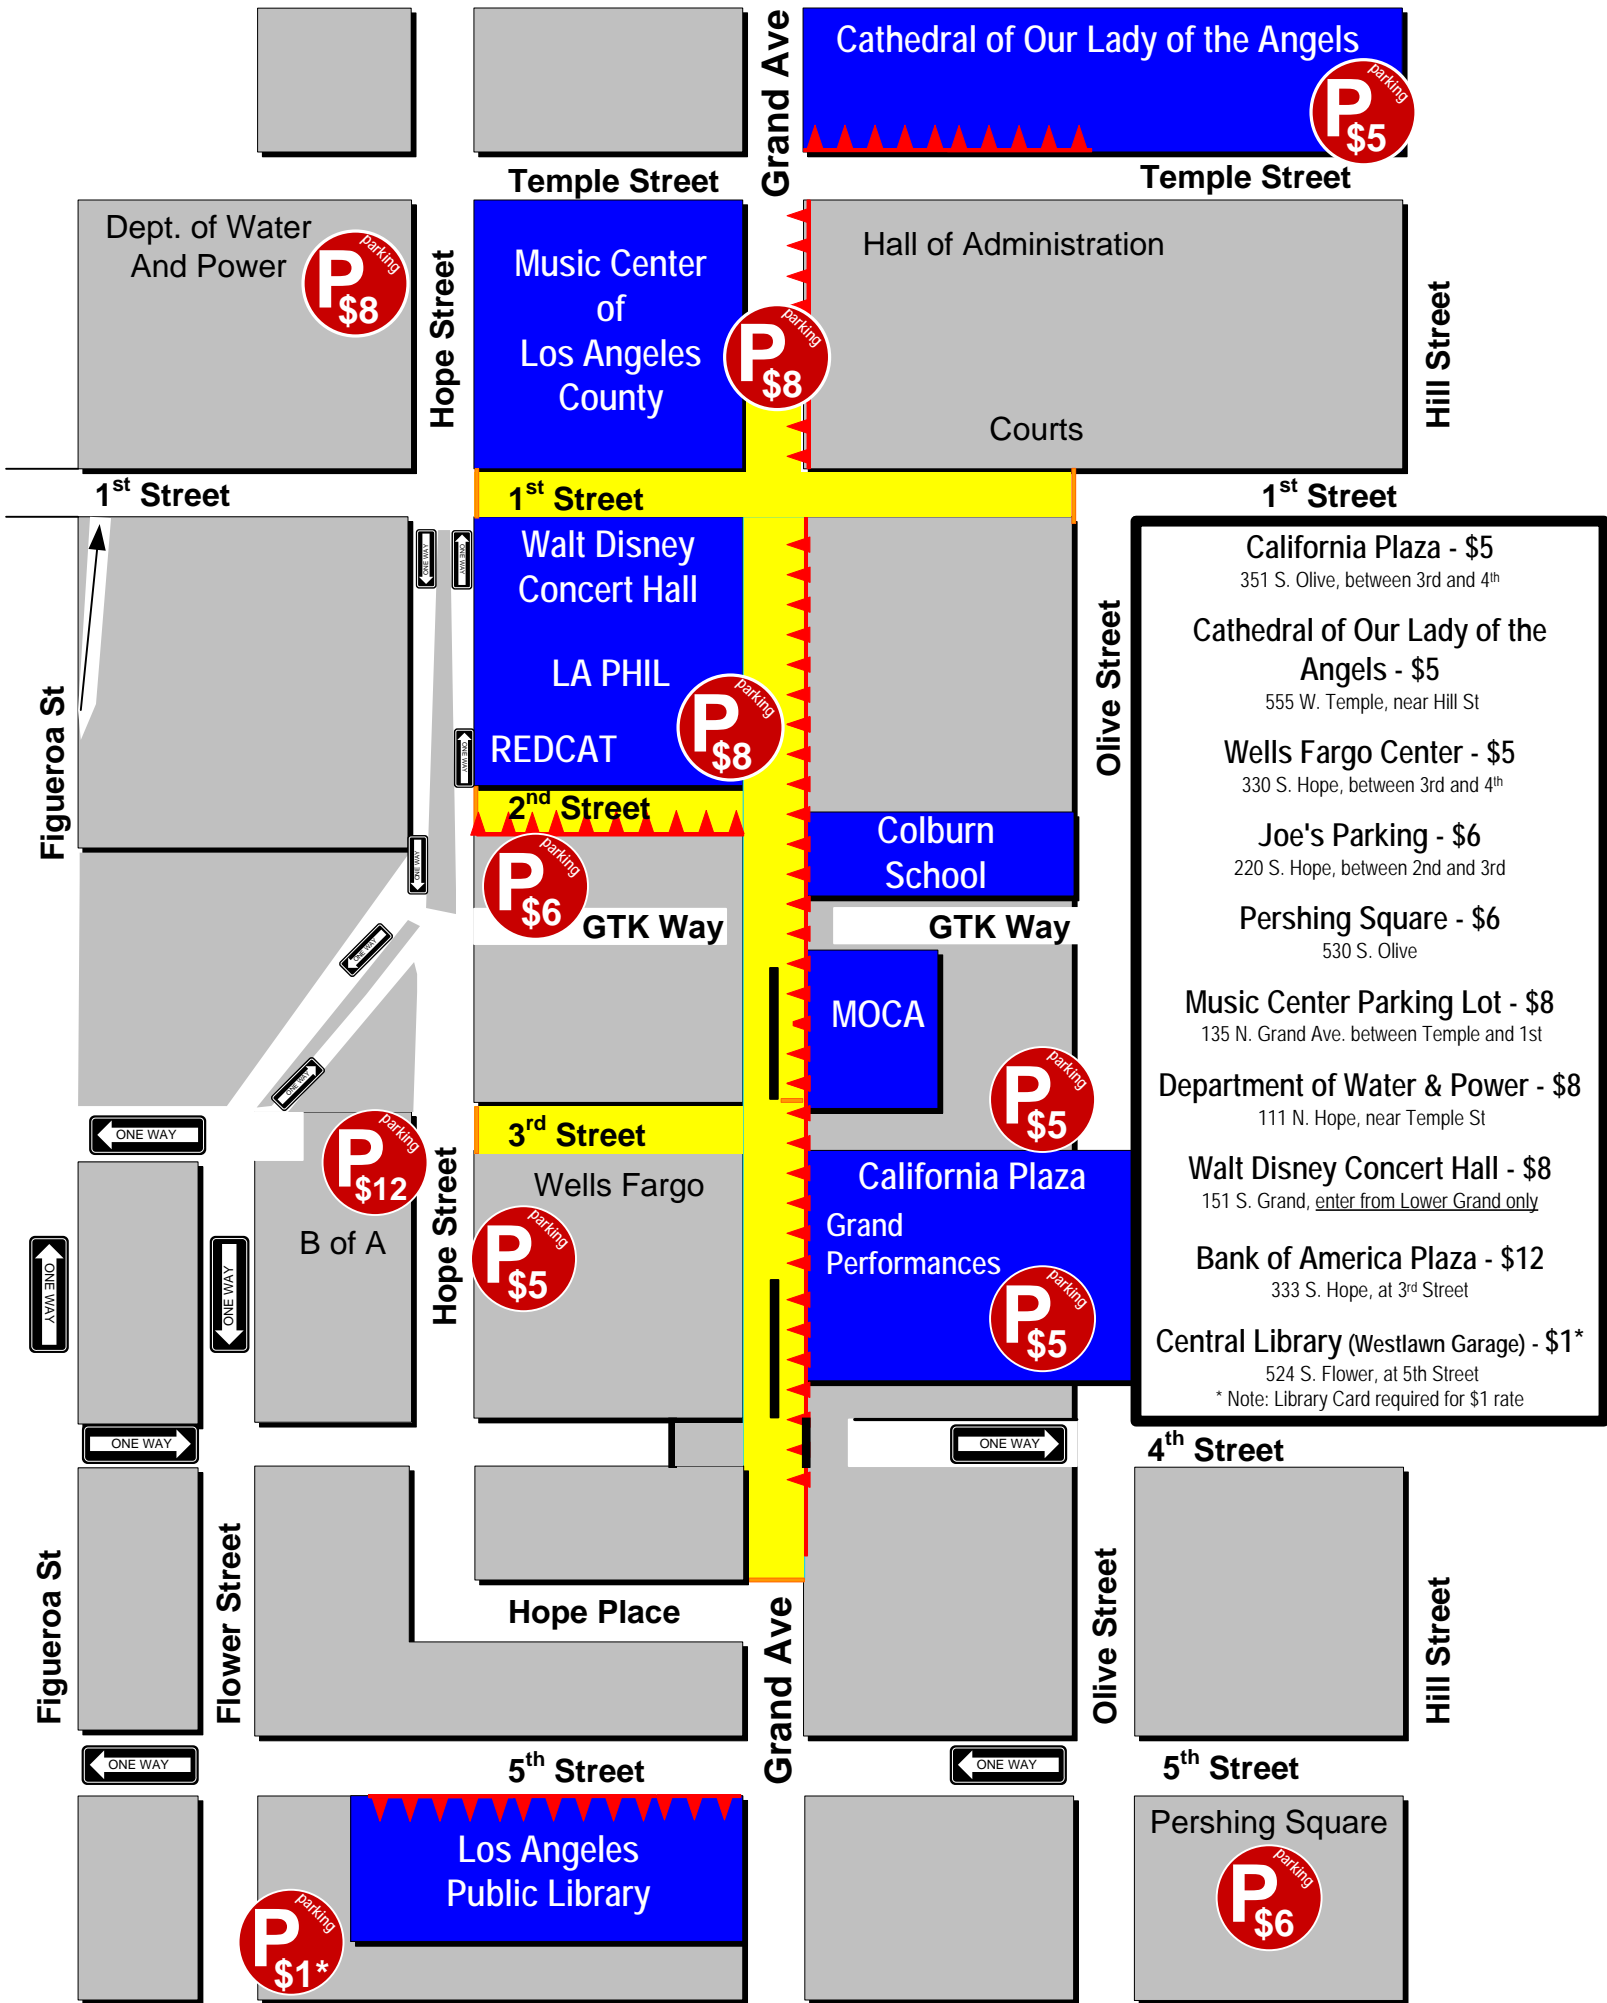 Grand Ave
Cathedral of Our Lady of the Angels
P parking $5
Temple Street
Temple Street
Dept. of Water
And Power
P parking $8
Hope Street
Music Center
of
Los Angeles
County
P parking $8
Hall of Administration
Courts
Hill Street
1st Street
1st Street
1st Street
ONE WAY
ONE WAY
Walt Disney
Concert Hall
LA PHIL
REDCAT
P parking $8
ONE WAY
Figueroa St
Olive Street
2nd Street
ONE WAY
P parking $6
Colburn
School
GTK Way
GTK Way
ONE WAY
MOCA
ONE WAY
P parking $5
ONE WAY
P parking $12
3rd Street
B of A
Hope Street
Wells Fargo
P parking $5
California Plaza
Grand
Performances
P parking $5
ONE WAY
ONE WAY
California Plaza - $5
351 S. Olive, between 3rd and 4th
Cathedral of Our Lady of the
Angels - $5
555 W. Temple, near Hill St
Wells Fargo Center - $5
330 S. Hope, between 3rd and 4th
Joe's Parking - $6
220 S. Hope, between 2nd and 3rd
Pershing Square - $6
530 S. Olive
Music Center Parking Lot - $8
135 N. Grand Ave. between Temple and 1st
Department of Water & Power - $8
111 N. Hope, near Temple St
Walt Disney Concert Hall - $8
151 S. Grand, enter from Lower Grand only
Bank of America Plaza - $12
333 S. Hope, at 3rd Street
Central Library (Westlawn Garage) - $1*
524 S. Flower, at 5th Street
* Note: Library Card required for $1 rate
ONE WAY
ONE WAY
4th Street
Figueroa St
Flower Street
Hope Place
Grand Ave
Olive Street
Hill Street
ONE WAY
5th Street
ONE WAY
5th Street
Los Angeles
Public Library
P parking $1*
Pershing Square
P parking $6